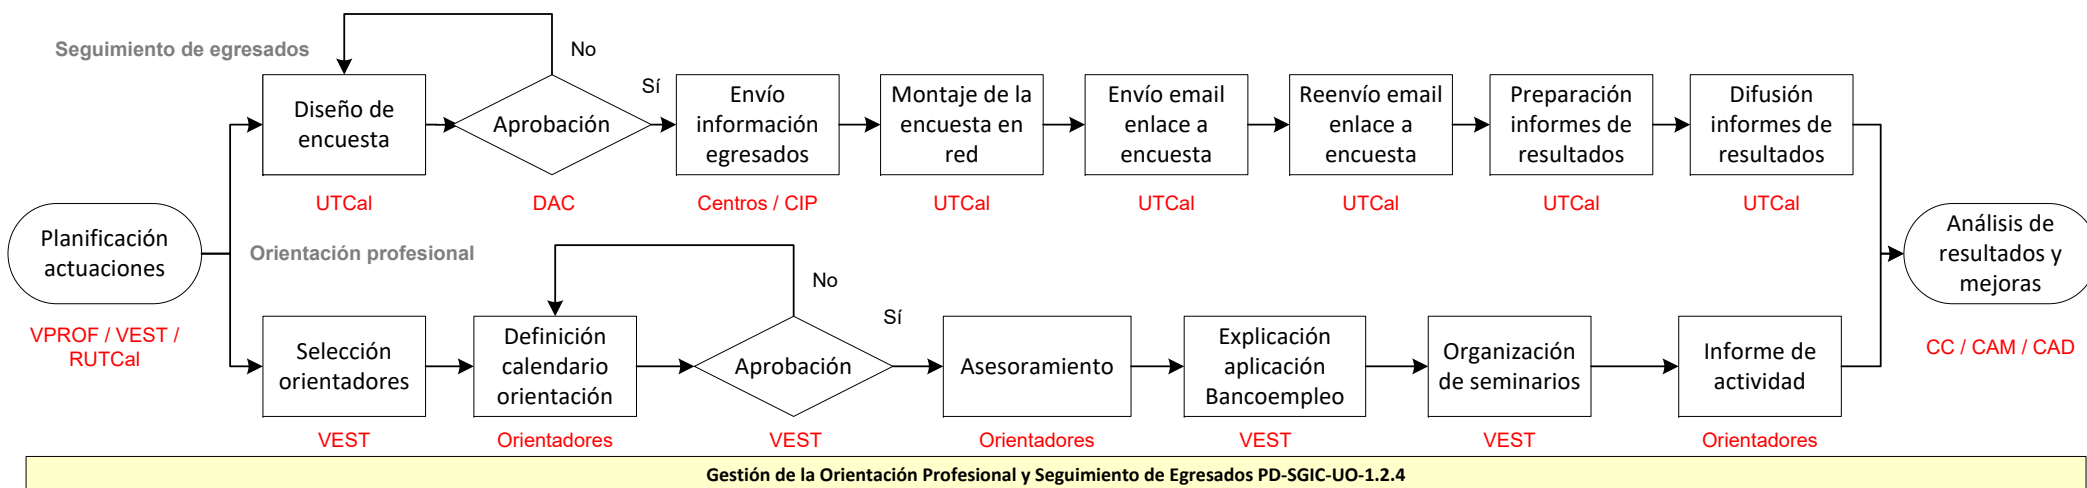 Seguimiento de egresados
No
Sí
Diseño de
encuesta
Aprobación
Envío
información
egresados
Montaje de la
encuesta en
red
Envío email
enlace a
encuesta
Reenvío email
enlace a
encuesta
Preparación
informes de
resultados
Difusión
informes de
resultados
UTCal
DAC
Centros / CIP
UTCal
UTCal
UTCal
UTCal
UTCal
Planificación
actuaciones
VPROF / VEST /
RUTCal
Orientación profesional
No
Sí
Selección
orientadores
Definición
calendario
orientación
Aprobación
Asesoramiento
Explicación
aplicación
Bancoempleo
Organización
de seminarios
Informe de
actividad
VEST
Orientadores
VEST
Orientadores
VEST
VEST
Orientadores
Análisis de
resultados y
mejoras
CC / CAM / CAD
Gestión de la Orientación Profesional y Seguimiento de Egresados PD-SGIC-UO-1.2.4